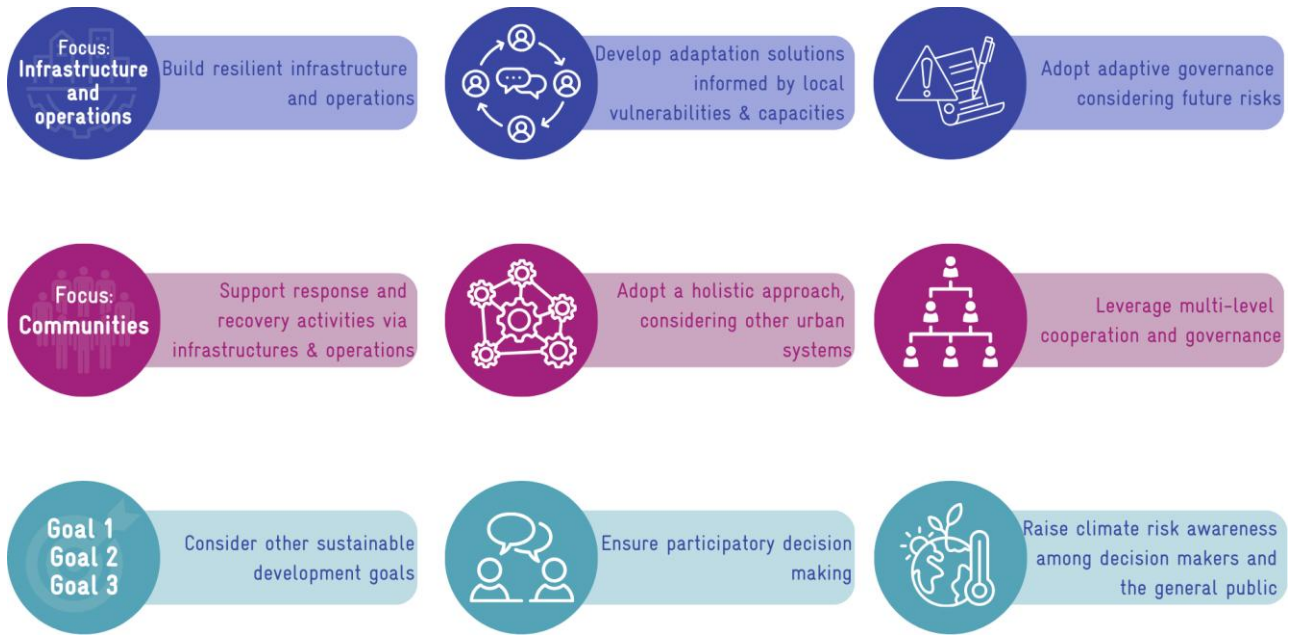 Focus:
Infrastructure
and
operations
Build resilient infrastructure
and operations
Develop adaptation solutions
informed by local
vulnerabilities & capacities
Adopt adaptive governance
considering future risks
Focus:
Communities
Support response and
recovery activities via
infrastructures & operations
Adopt a holistic approach,
considering other urban
systems
Leverage multi-level
cooperation and governance
Goal 1
Goal 2
Goal 3
Consider other sustainable
development goals
Ensure participatory decision
making
Raise climate risk awareness
among decision makers and
the general public